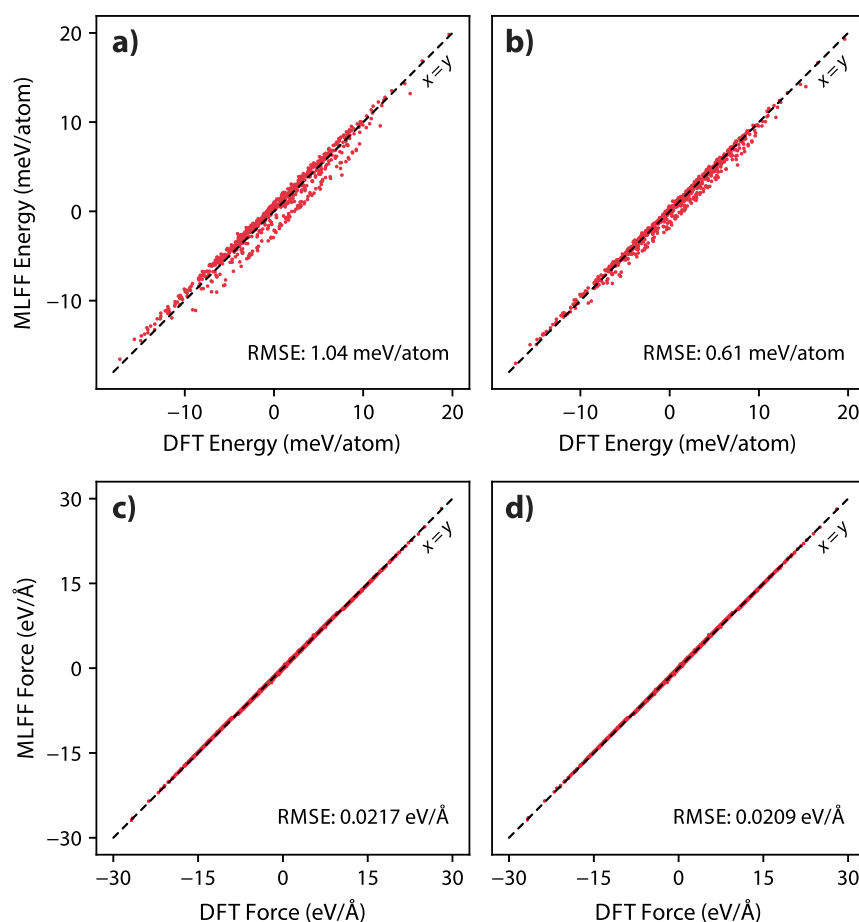 a)
20
10
0
−10
MLFF Energy (meV/atom)
x = y
RMSE: 1.04 meV/atom
−10 0 10 20
DFT Energy (meV/atom)
b)
x = y
RMSE: 0.61 meV/atom
−10 0 10 20
DFT Energy (meV/atom)
c)
30
15
0
−15
−30
MLFF Force (eV/Å)
x = y
RMSE: 0.0217 eV/Å
−30 −15 0 15 30
DFT Force (eV/Å)
d)
x = y
RMSE: 0.0209 eV/Å
−30 −15 0 15 30
DFT Force (eV/Å)